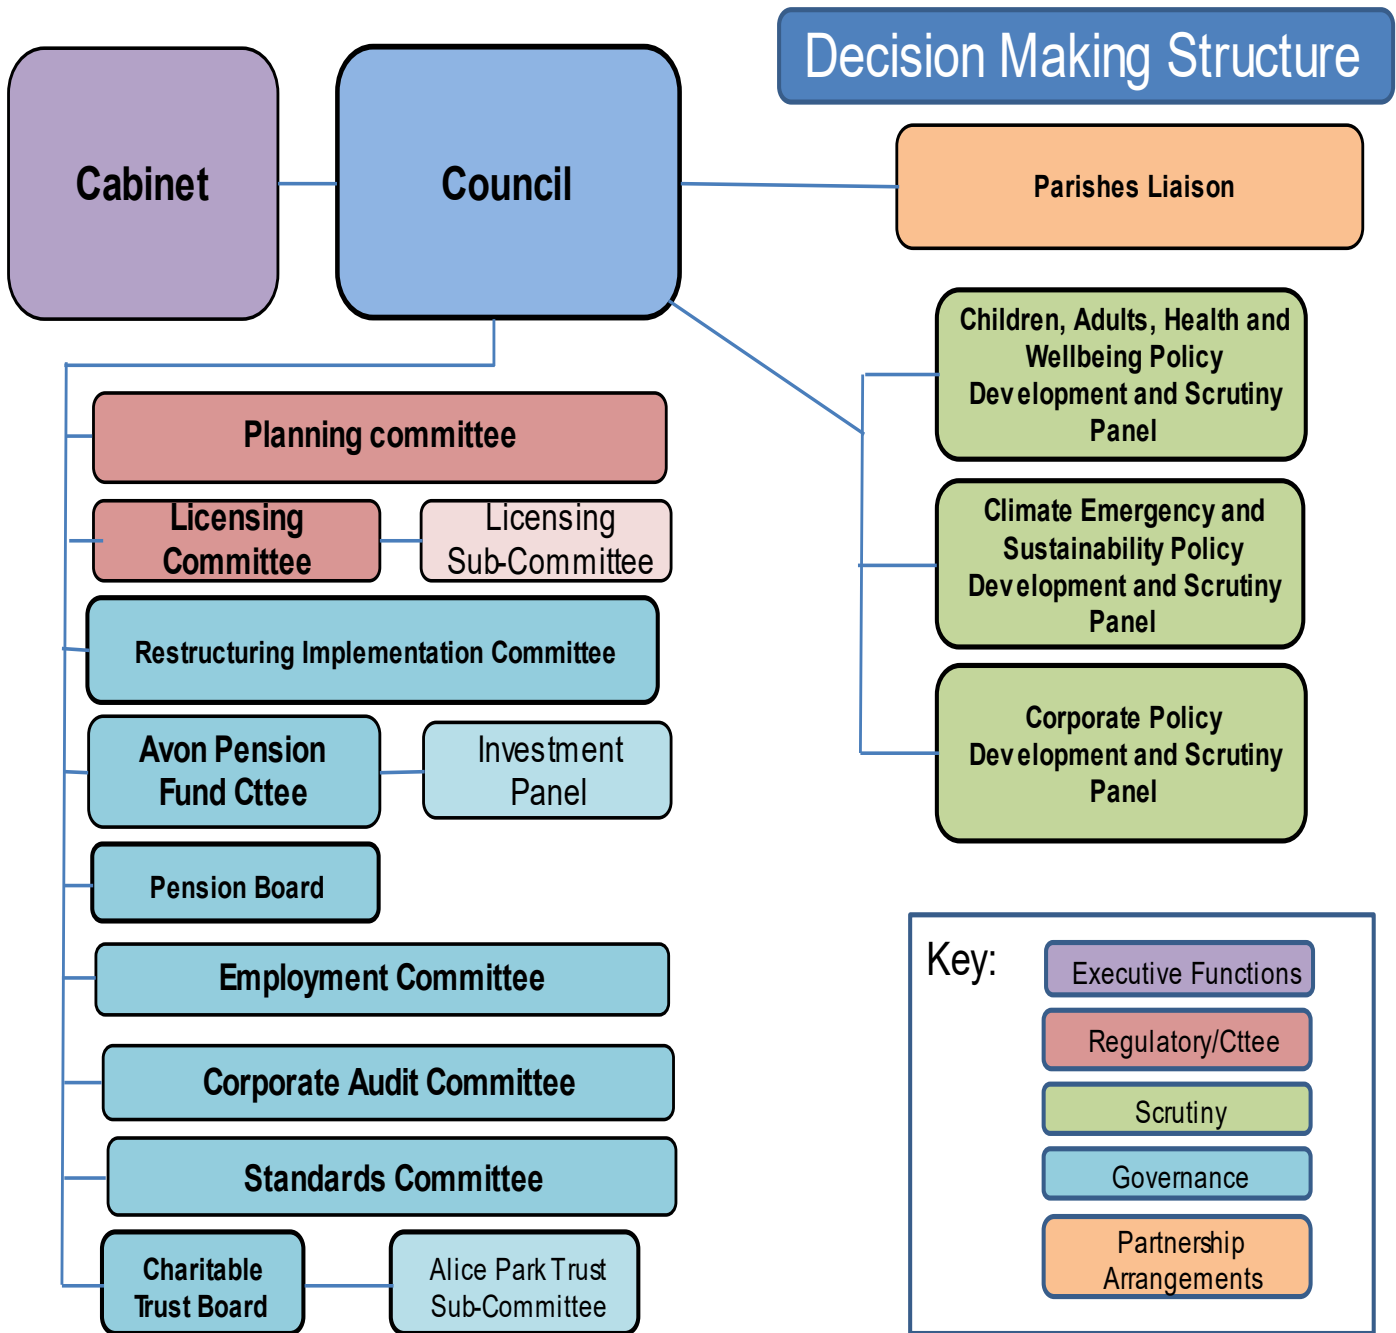 Decision Making Structure
Cabinet
Council
Parishes Liaison
Children, Adults, Health and
Wellbeing Policy
Development and Scrutiny
Panel
Climate Emergency and
Sustainability Policy
Development and Scrutiny
Panel
Corporate Policy
Development and Scrutiny
Panel
Planning committee
Licensing
Committee
Licensing
Sub-Committee
Restructuring Implementation Committee
Avon Pension
Fund Cttee
Investment
Panel
Pension Board
Employment Committee
Corporate Audit Committee
Standards Committee
Charitable
Trust Board
Alice Park Trust
Sub-Committee
Key:
Executive Functions
Regulatory/Cttee
Scrutiny
Governance
Partnership
Arrangements